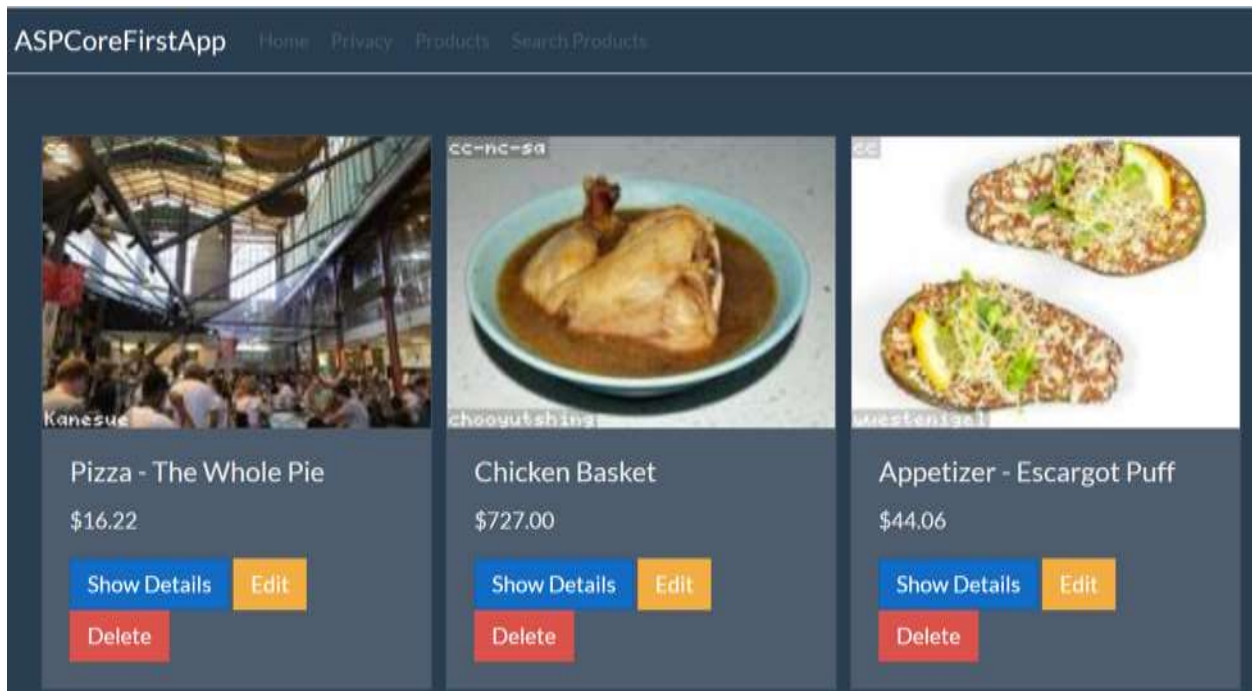 ASPCoreFirstApp Home Privacy Products Search Products
cc cc-nc-sa cc
Kanesue chooyutshing westenigel
Pizza - The Whole Pie Chicken Basket Appetizer - Escargot Puff
$16.22 $727.00 $44.06
Show Details Edit Show Details Edit Show Details Edit
Delete Delete Delete